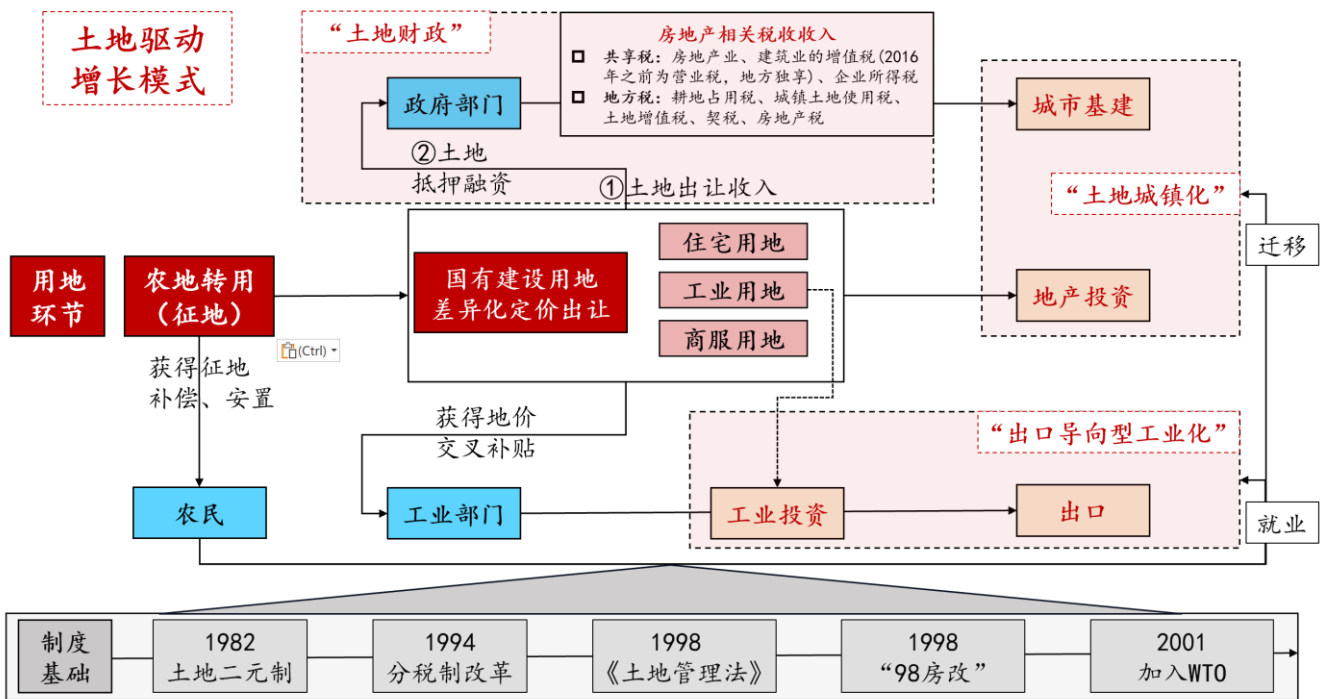 土地驱动
增长模式
“土地财政”
房地产相关税收收入
共享税：房地产业、建筑业的增值税(2016
年之前为营业税，地方独享)、企业所得税
地方税：耕地占用税、城镇土地使用税、
土地增值税、契税、房地产税
政府部门
城市基建
②土地
抵押融资
①土地出让收入
“土地城镇化”
迁移
用地
环节
农地转用
（征地）
国有建设用地
差异化定价出让
住宅用地
工业用地
商服用地
地产投资
(Ctrl)
获得征地
补偿、安置
获得地价
交叉补贴
“出口导向型工业化”
农民
工业部门
工业投资
出口
就业
制度
基础
1982
土地二元制
1994
分税制改革
1998
《土地管理法》
1998
“98房改”
2001
加入WTO